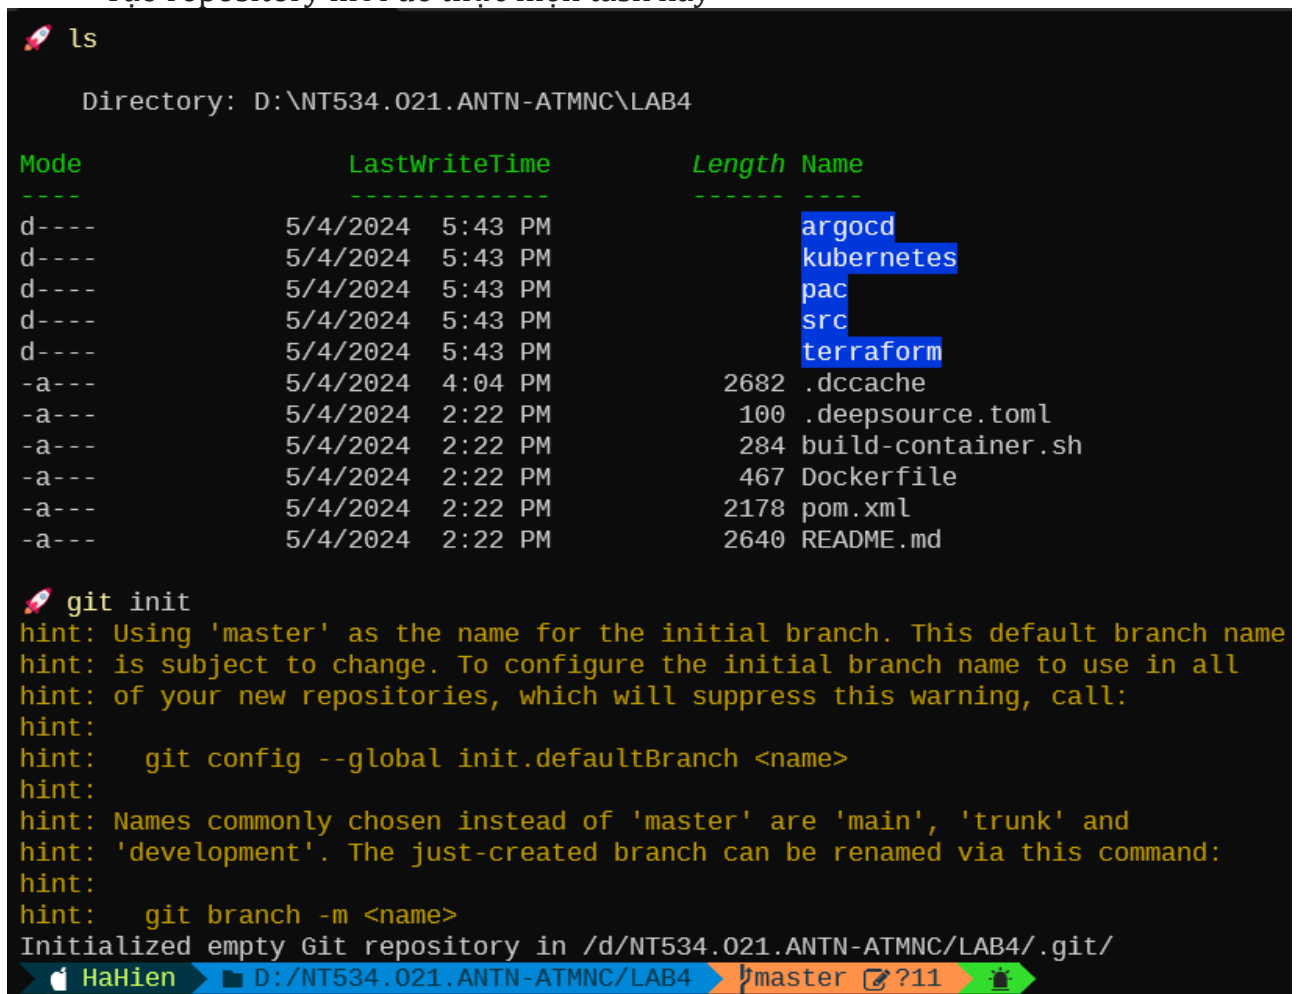 Tạo repository mới để thực hiện task này
ls
Directory: D:\NT534.O21.ANTN-ATMNC\LAB4
Mode LastWriteTime Length Name
---- ------------- ------ ----
d---- 5/4/2024 5:43 PM argocd
d---- 5/4/2024 5:43 PM kubernetes
d---- 5/4/2024 5:43 PM pac
d---- 5/4/2024 5:43 PM src
d---- 5/4/2024 5:43 PM terraform
-a--- 5/4/2024 4:04 PM 2682 .dccache
-a--- 5/4/2024 2:22 PM 100 .deepsource.toml
-a--- 5/4/2024 2:22 PM 284 build-container.sh
-a--- 5/4/2024 2:22 PM 467 Dockerfile
-a--- 5/4/2024 2:22 PM 2178 pom.xml
-a--- 5/4/2024 2:22 PM 2640 README.md
git init
hint: Using 'master' as the name for the initial branch. This default branch name
hint: is subject to change. To configure the initial branch name to use in all
hint: of your new repositories, which will suppress this warning, call:
hint:
hint: git config --global init.defaultBranch <name>
hint:
hint: Names commonly chosen instead of 'master' are 'main', 'trunk' and
hint: 'development'. The just-created branch can be renamed via this command:
hint:
hint: git branch -m <name>
Initialized empty Git repository in /d/NT534.O21.ANTN-ATMNC/LAB4/.git/
HaHien D:/NT534.O21.ANTN-ATMNC/LAB4 master ?11